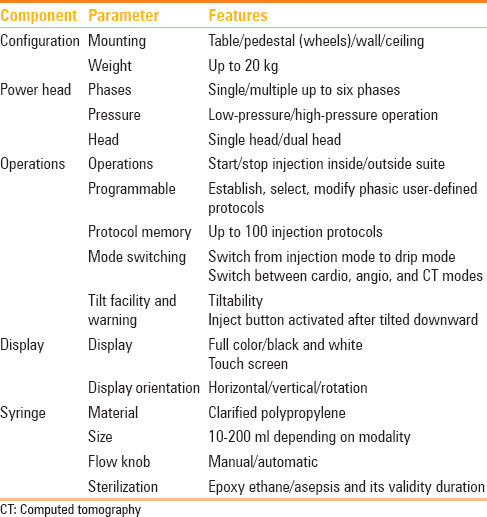 Component Parameter Features
Configuration Mounting Table/pedestal (wheels)/wall/ceiling
Weight Up to 20 kg
Power head Phases Single/multiple up to six phases
Pressure Low-pressure/high-pressure operation
Head Single head/dual head
Operations Operations Start/stop injection inside/outside suite
Programmable Establish, select, modify phasic user-defined
protocols
Protocol memory Up to 100 injection protocols
Mode switching Switch from injection mode to drip mode
Switch between cardio, angio, and CT modes
Tilt facility and Tiltability
warning Inject button activated after tilted downward
Display Display Full color/black and white
Touch screen
Display orientation Horizontal/vertical/rotation
Syringe Material Clarified polypropylene
Size 10-200 ml depending on modality
Flow knob Manual/automatic
Sterilization Epoxy ethane/asepsis and its validity duration
CT: Computed tomography